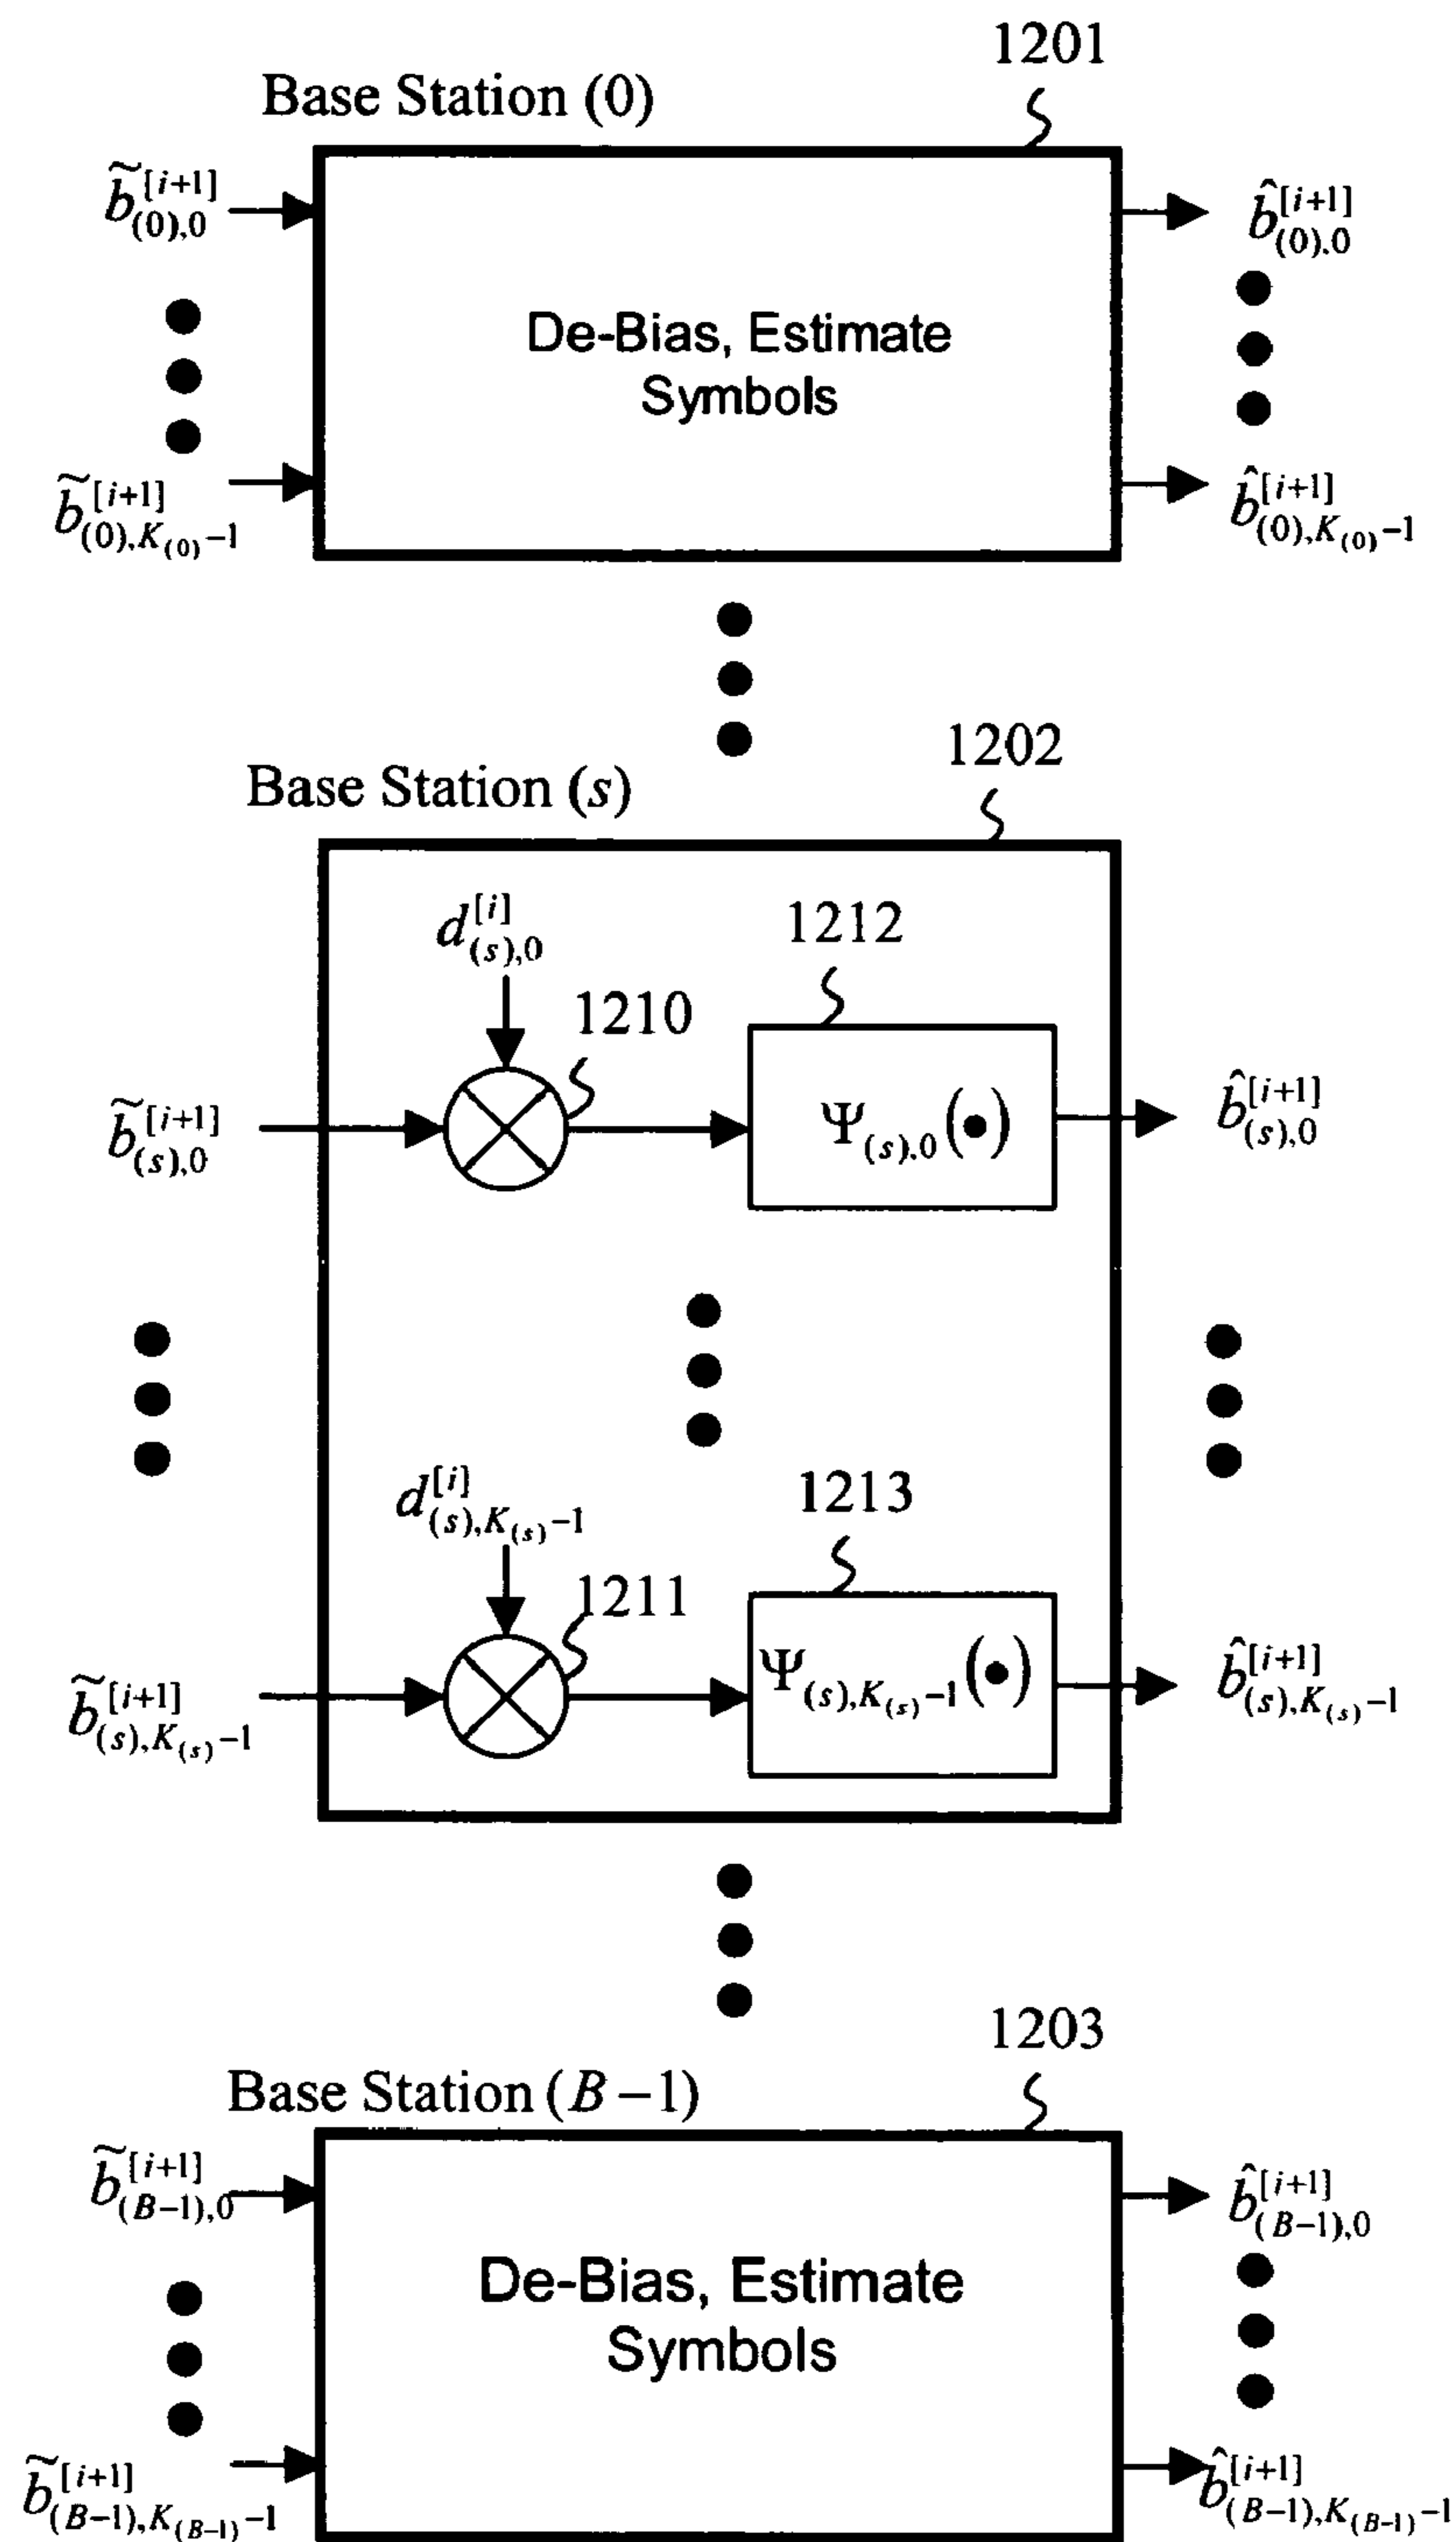 1201
Base Station (0)
b̃_{(0),0}^{[i+1]}
b̂_{(0),0}^{[i+1]}
De-Bias, Estimate
Symbols
b̃_{(0),K_{(0)}-1}^{[i+1]}
b̂_{(0),K_{(0)}-1}^{[i+1]}
1202
Base Station (s)
d_{(s),0}^{[i]}
1212
1210
b̃_{(s),0}^{[i+1]}
Ψ_{(s),0}(•)
b̂_{(s),0}^{[i+1]}
d_{(s),K_{(s)}-1}^{[i]}
1213
1211
b̃_{(s),K_{(s)}-1}^{[i+1]}
Ψ_{(s),K_{(s)}-1}(•)
b̂_{(s),K_{(s)}-1}^{[i+1]}
1203
Base Station (B-1)
b̃_{(B-1),0}^{[i+1]}
b̂_{(B-1),0}^{[i+1]}
De-Bias, Estimate
Symbols
b̃_{(B-1),K_{(B-1)}-1}^{[i+1]}
b̂_{(B-1),K_{(B-1)}-1}^{[i+1]}